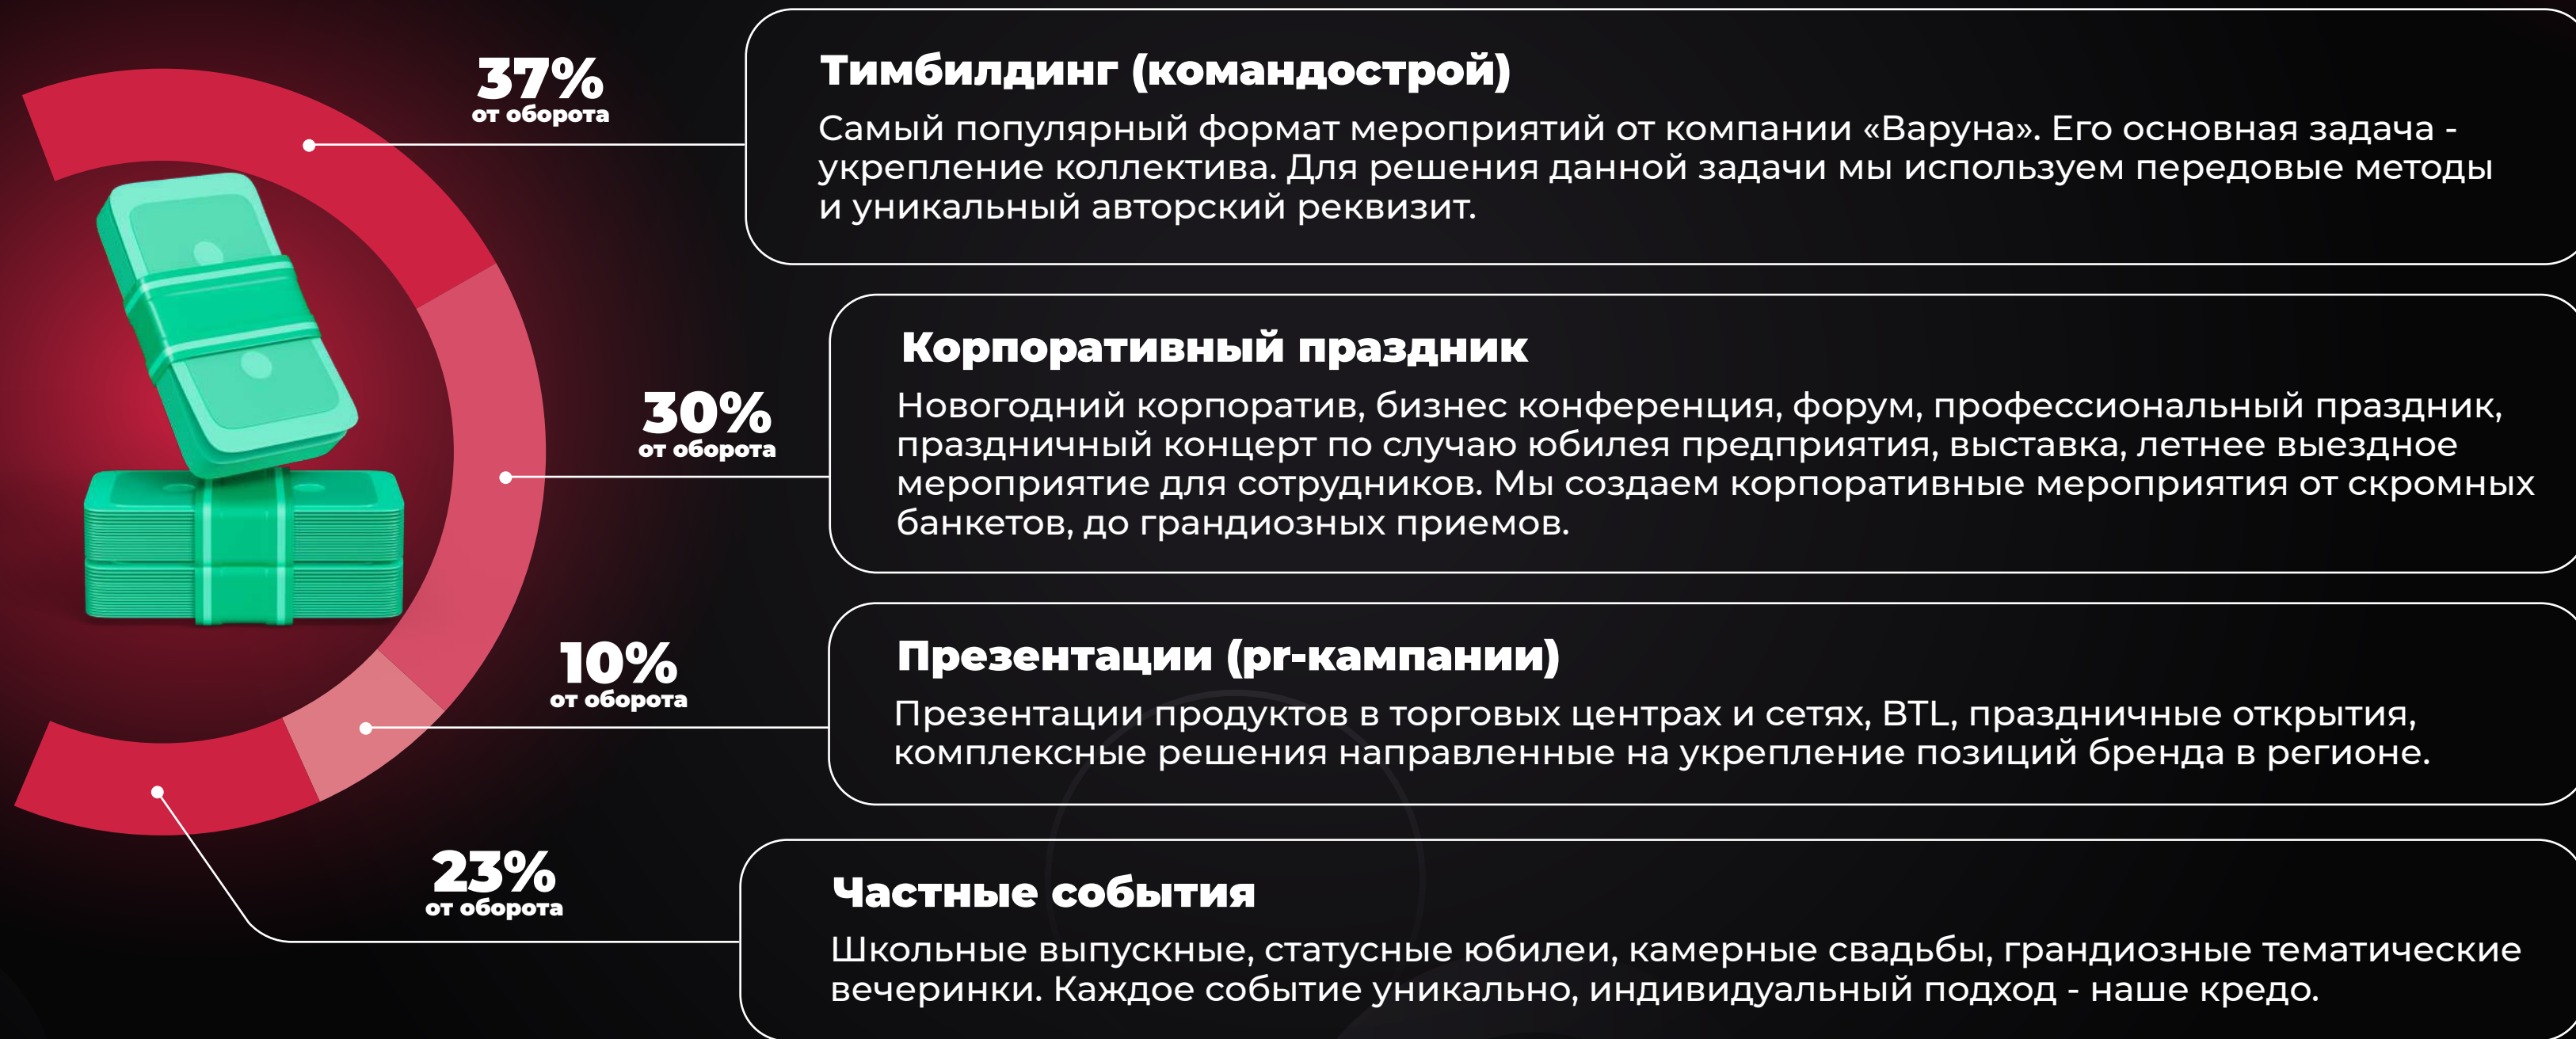 37%
от оборота
Тимбилдинг (командострой)
Самый популярный формат мероприятий от компании «Варуна». Его основная задача -
укрепление коллектива. Для решения данной задачи мы используем передовые методы
и уникальный авторский реквизит.
30%
от оборота
Корпоративный праздник
Новогодний корпоратив, бизнес конференция, форум, профессиональный праздник,
праздничный концерт по случаю юбилея предприятия, выставка, летнее выездное
мероприятие для сотрудников. Мы создаем корпоративные мероприятия от скромных
банкетов, до грандиозных приемов.
10%
от оборота
Презентации (pr-кампании)
Презентации продуктов в торговых центрах и сетях, BTL, праздничные открытия,
комплексные решения направленные на укрепление позиций бренда в регионе.
23%
от оборота
Частные события
Школьные выпускные, статусные юбилеи, камерные свадьбы, грандиозные тематические
вечеринки. Каждое событие уникально, индивидуальный подход - наше кредо.